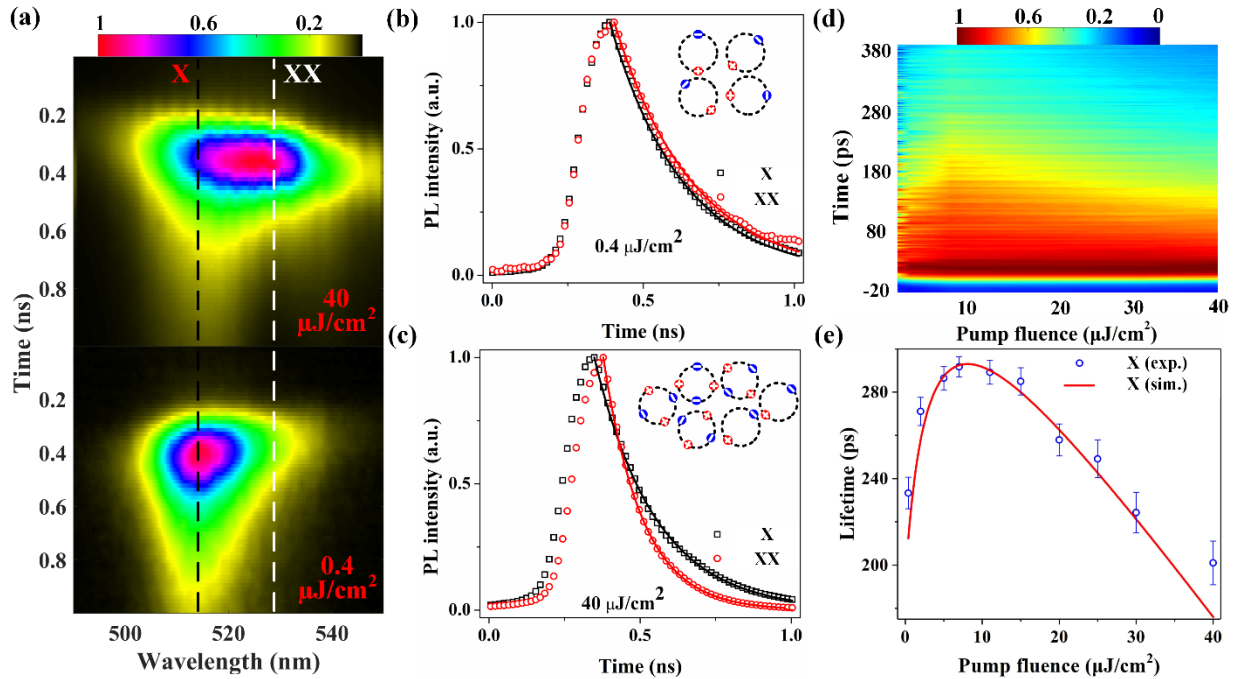 (a)
1 0.6 0.2
X XX
0.2
0.4
0.6
0.8
40
μJ/cm²
0.2
0.4
0.6
0.8
0.4
μJ/cm²
Time (ns)
500 520 540
Wavelength (nm)
(b)
1.0
0.5
0.0
PL intensity (a.u.)
X
XX
0.4 μJ/cm²
0.0 0.5 1.0
Time (ns)
(c)
1.0
0.5
0.0
PL intensity (a.u.)
X
XX
40 μJ/cm²
0.0 0.5 1.0
Time (ns)
(d)
1 0.6 0.2 0
380
280
180
80
-20
Time (ps)
10 20 30 40
Pump fluence (μJ/cm²)
(e)
X (exp.)
X (sim.)
280
240
200
Lifetime (ps)
0 10 20 30 40
Pump fluence (μJ/cm²)